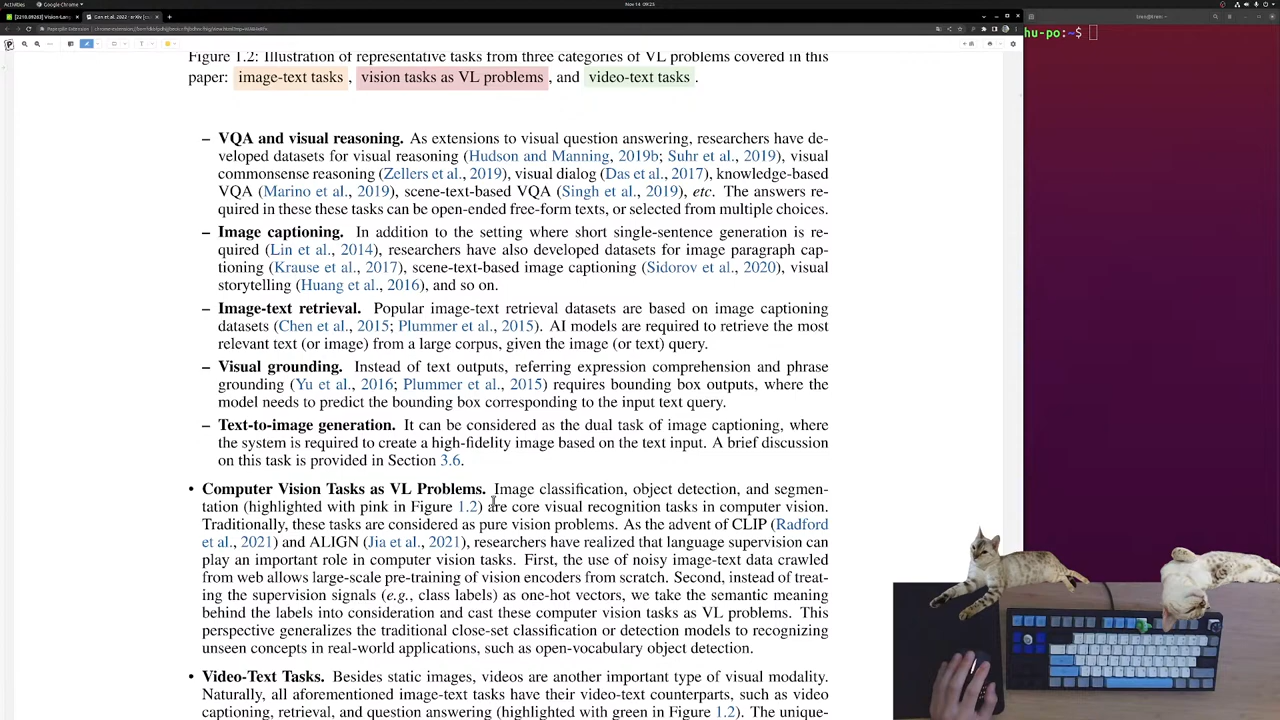 Activities
Google Chrome
Nov 14 09:25
[2210.09263] Vision-Lang
Gan et al. 2022 - arXiv [cs
Paperpile Extension
hu-po:~$
Figure 1.2: Illustration of representative tasks from three categories of VL problems covered in this
paper: image-text tasks , vision tasks as VL problems , and video-text tasks .
– VQA and visual reasoning. As extensions to visual question answering, researchers have de-
veloped datasets for visual reasoning (Hudson and Manning, 2019b; Suhr et al., 2019), visual
commonsense reasoning (Zellers et al., 2019), visual dialog (Das et al., 2017), knowledge-based
VQA (Marino et al., 2019), scene-text-based VQA (Singh et al., 2019), etc. The answers re-
quired in these these tasks can be open-ended free-form texts, or selected from multiple choices.
– Image captioning. In addition to the setting where short single-sentence generation is re-
quired (Lin et al., 2014), researchers have also developed datasets for image paragraph cap-
tioning (Krause et al., 2017), scene-text-based image captioning (Sidorov et al., 2020), visual
storytelling (Huang et al., 2016), and so on.
– Image-text retrieval. Popular image-text retrieval datasets are based on image captioning
datasets (Chen et al., 2015; Plummer et al., 2015). AI models are required to retrieve the most
relevant text (or image) from a large corpus, given the image (or text) query.
– Visual grounding. Instead of text outputs, referring expression comprehension and phrase
grounding (Yu et al., 2016; Plummer et al., 2015) requires bounding box outputs, where the
model needs to predict the bounding box corresponding to the input text query.
– Text-to-image generation. It can be considered as the dual task of image captioning, where
the system is required to create a high-fidelity image based on the text input. A brief discussion
on this task is provided in Section 3.6.
• Computer Vision Tasks as VL Problems. Image classification, object detection, and segmen-
tation (highlighted with pink in Figure 1.2) are core visual recognition tasks in computer vision.
Traditionally, these tasks are considered as pure vision problems. As the advent of CLIP (Radford
et al., 2021) and ALIGN (Jia et al., 2021), researchers have realized that language supervision can
play an important role in computer vision tasks. First, the use of noisy image-text data crawled
from web allows large-scale pre-training of vision encoders from scratch. Second, instead of treat-
ing the supervision signals (e.g., class labels) as one-hot vectors, we take the semantic meaning
behind the labels into consideration and cast these computer vision tasks as VL problems. This
perspective generalizes the traditional close-set classification or detection models to recognizing
unseen concepts in real-world applications, such as open-vocabulary object detection.
• Video-Text Tasks. Besides static images, videos are another important type of visual modality.
Naturally, all aforementioned image-text tasks have their video-text counterparts, such as video
captioning, retrieval, and question answering (highlighted with green in Figure 1.2). The unique-